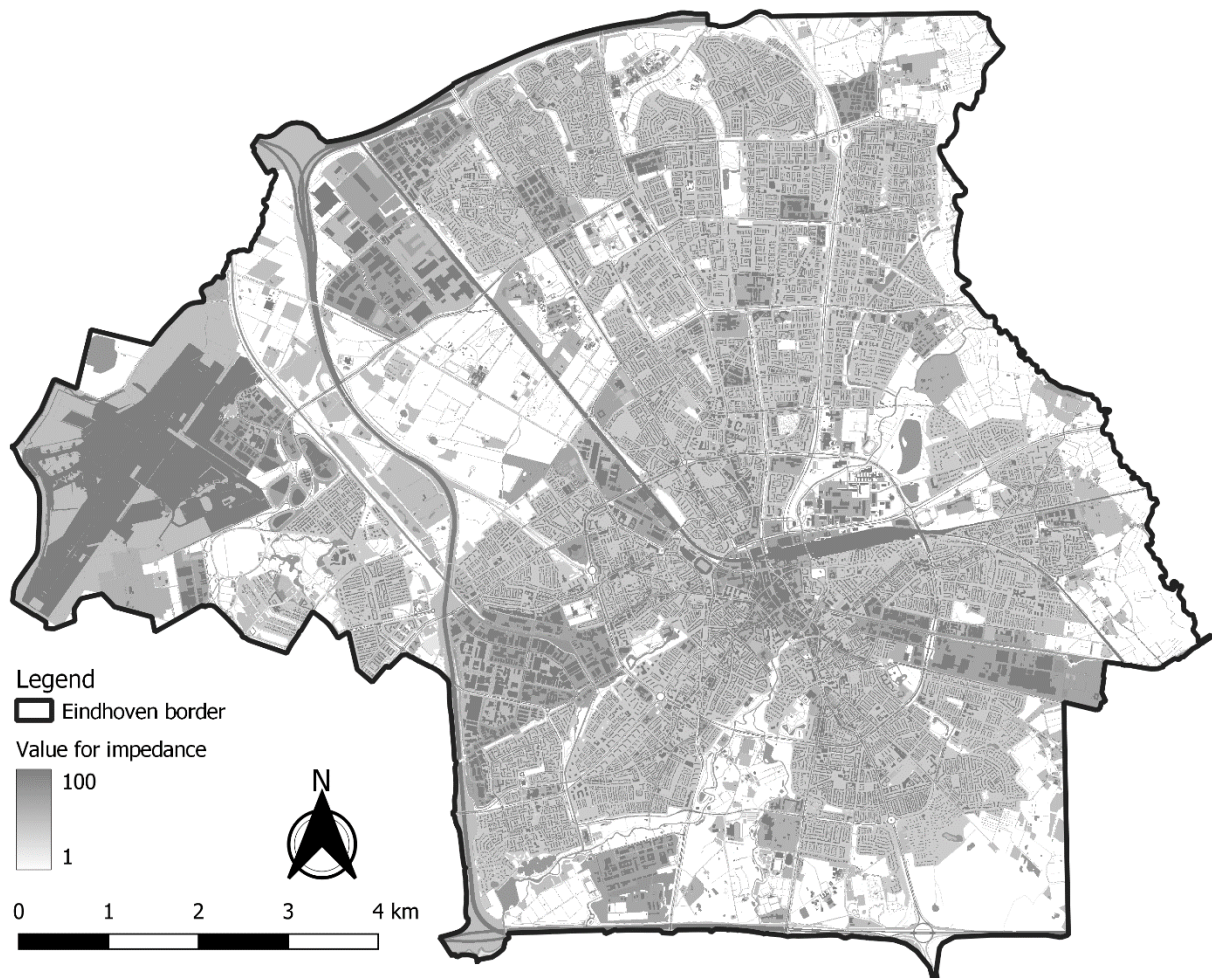 Legend
Eindhoven border
Value for impedance
100
1
N
0 1 2 3 4 km